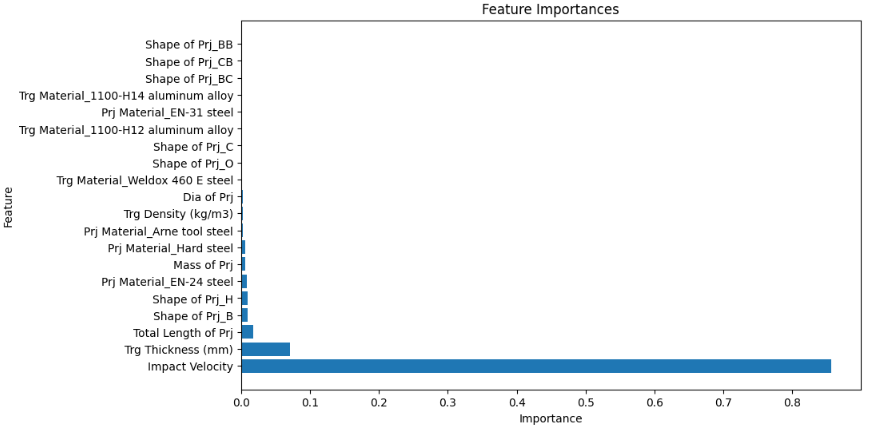 Feature Importances
Shape of Prj_BB
Shape of Prj_CB
Shape of Prj_BC
Trg Material_1100-H14 aluminum alloy
Prj Material_EN-31 steel
Trg Material_1100-H12 aluminum alloy
Shape of Prj_C
Shape of Prj_O
Trg Material_Weldox 460 E steel
Dia of Prj
Trg Density (kg/m3)
Prj Material_Arne tool steel
Prj Material_Hard steel
Mass of Prj
Prj Material_EN-24 steel
Shape of Prj_H
Shape of Prj_B
Total Length of Prj
Trg Thickness (mm)
Impact Velocity
Feature
0.0 0.1 0.2 0.3 0.4 0.5 0.6 0.7 0.8
Importance